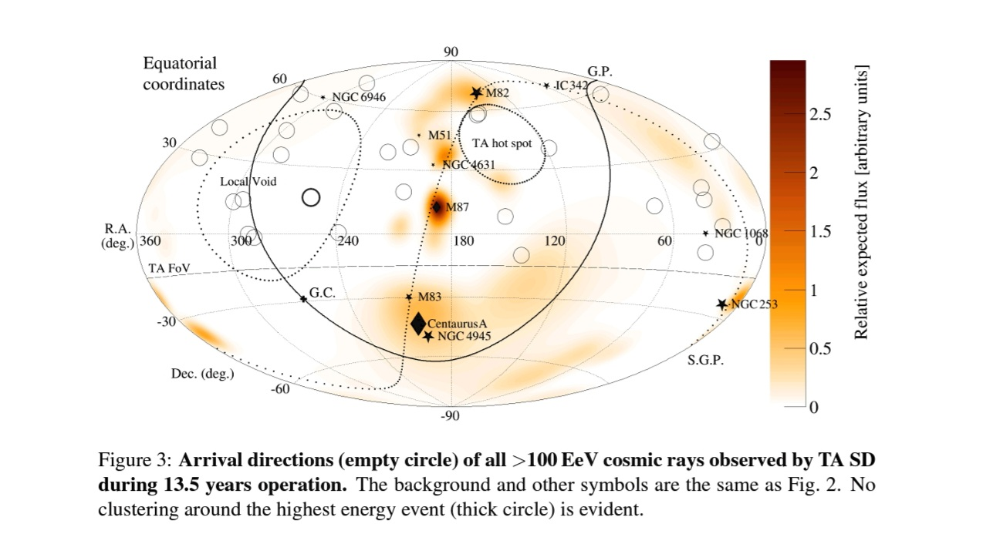 Equatorial
coordinates
90
60
G.P.
NGC 6946
M82
IC342
M51
TA hot spot
30
NGC 4631
Local Void
M87
R.A.
(deg.)
360
300
240
180
120
60
0
NGC 1068
TA FoV
G.C.
M83
NGC 253
-30
Centaurus A
NGC 4945
S.G.P.
Dec. (deg.)
-60
-90
2.5
2
1.5
1
0.5
0
Relative expected flux [arbitrary units]
Figure 3: Arrival directions (empty circle) of all >100 EeV cosmic rays observed by TA SD
during 13.5 years operation. The background and other symbols are the same as Fig. 2. No
clustering around the highest energy event (thick circle) is evident.